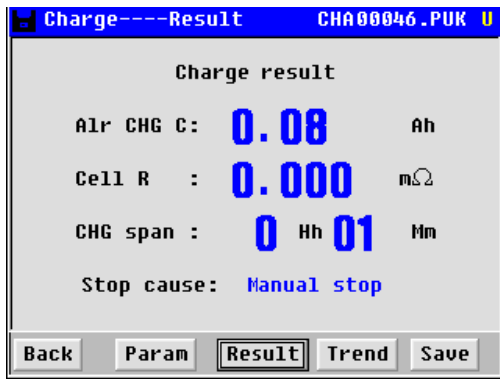 Charge----Result CHA00046.PUK U
Charge result
Alr CHG C: 0.08 Ah
Cell R : 0.000 mΩ
CHG span : 0 Hh 01 Mm
Stop cause: Manual stop
Back Param Result Trend Save